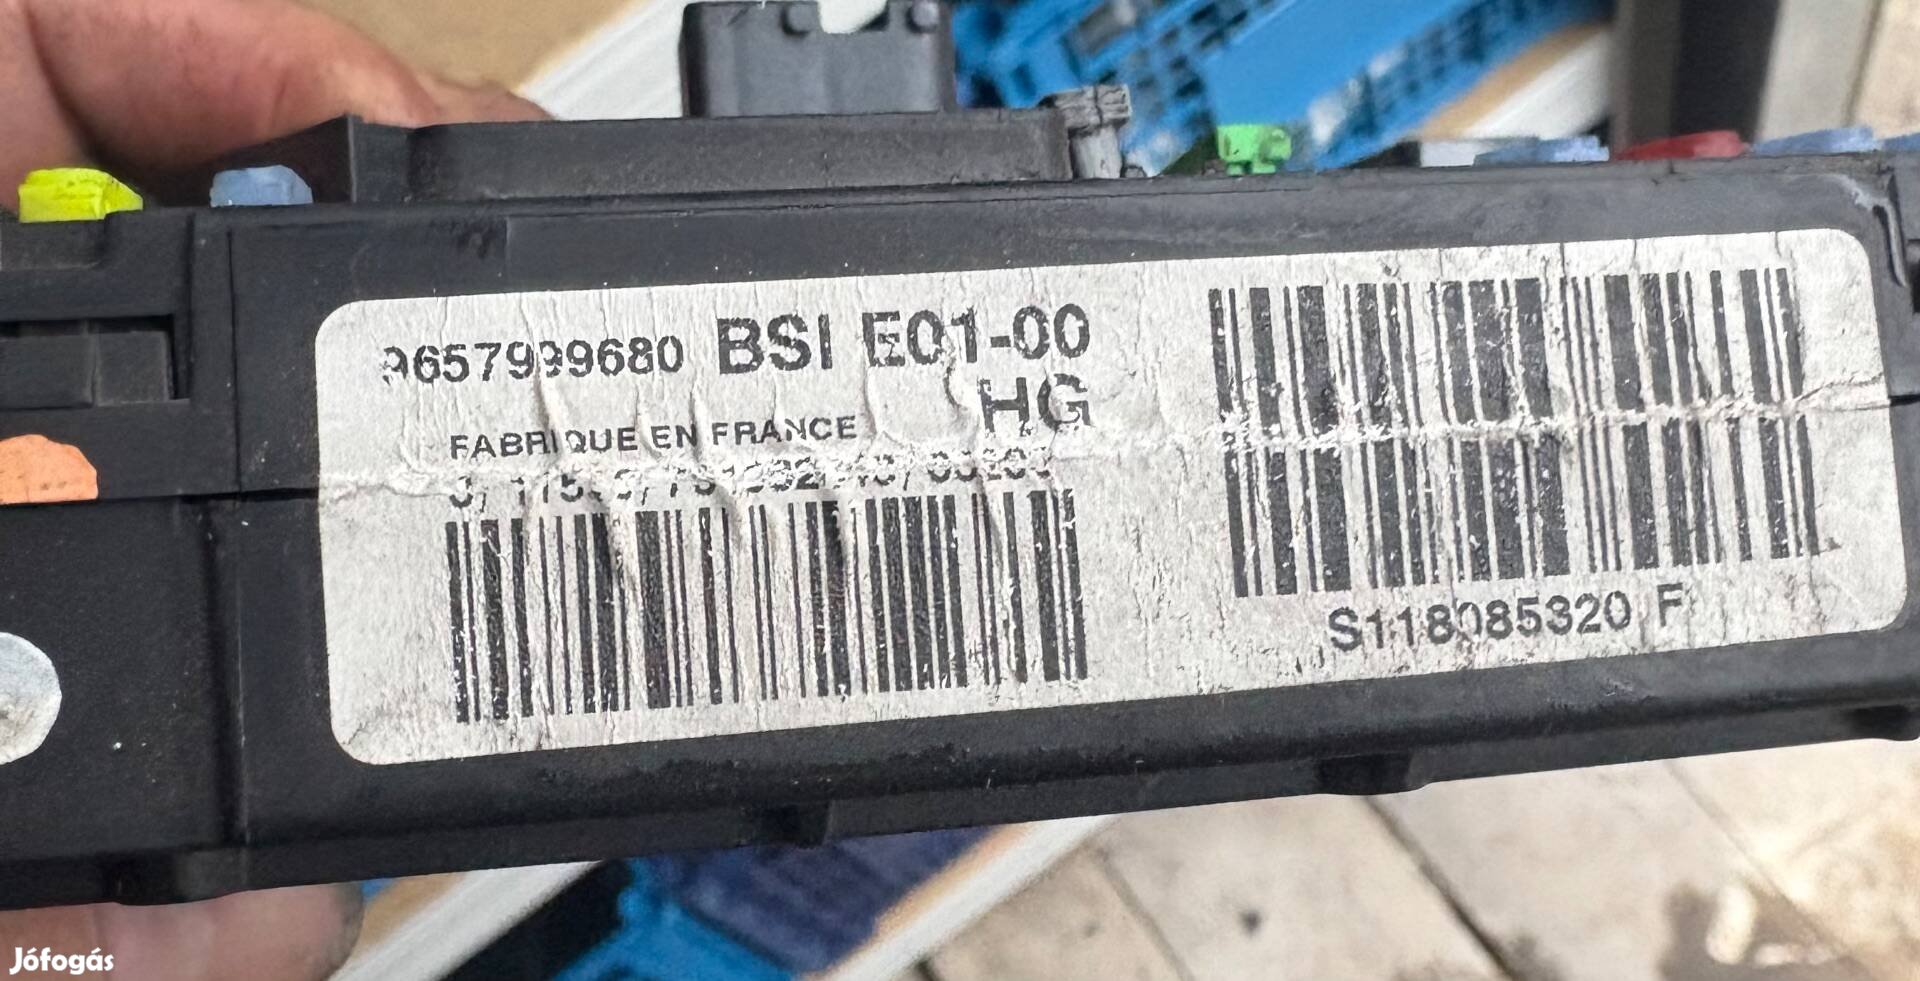 9657999680 BSI E01-00
HG
FABRIQUE EN FRANCE
S118085320 F
Jófogás